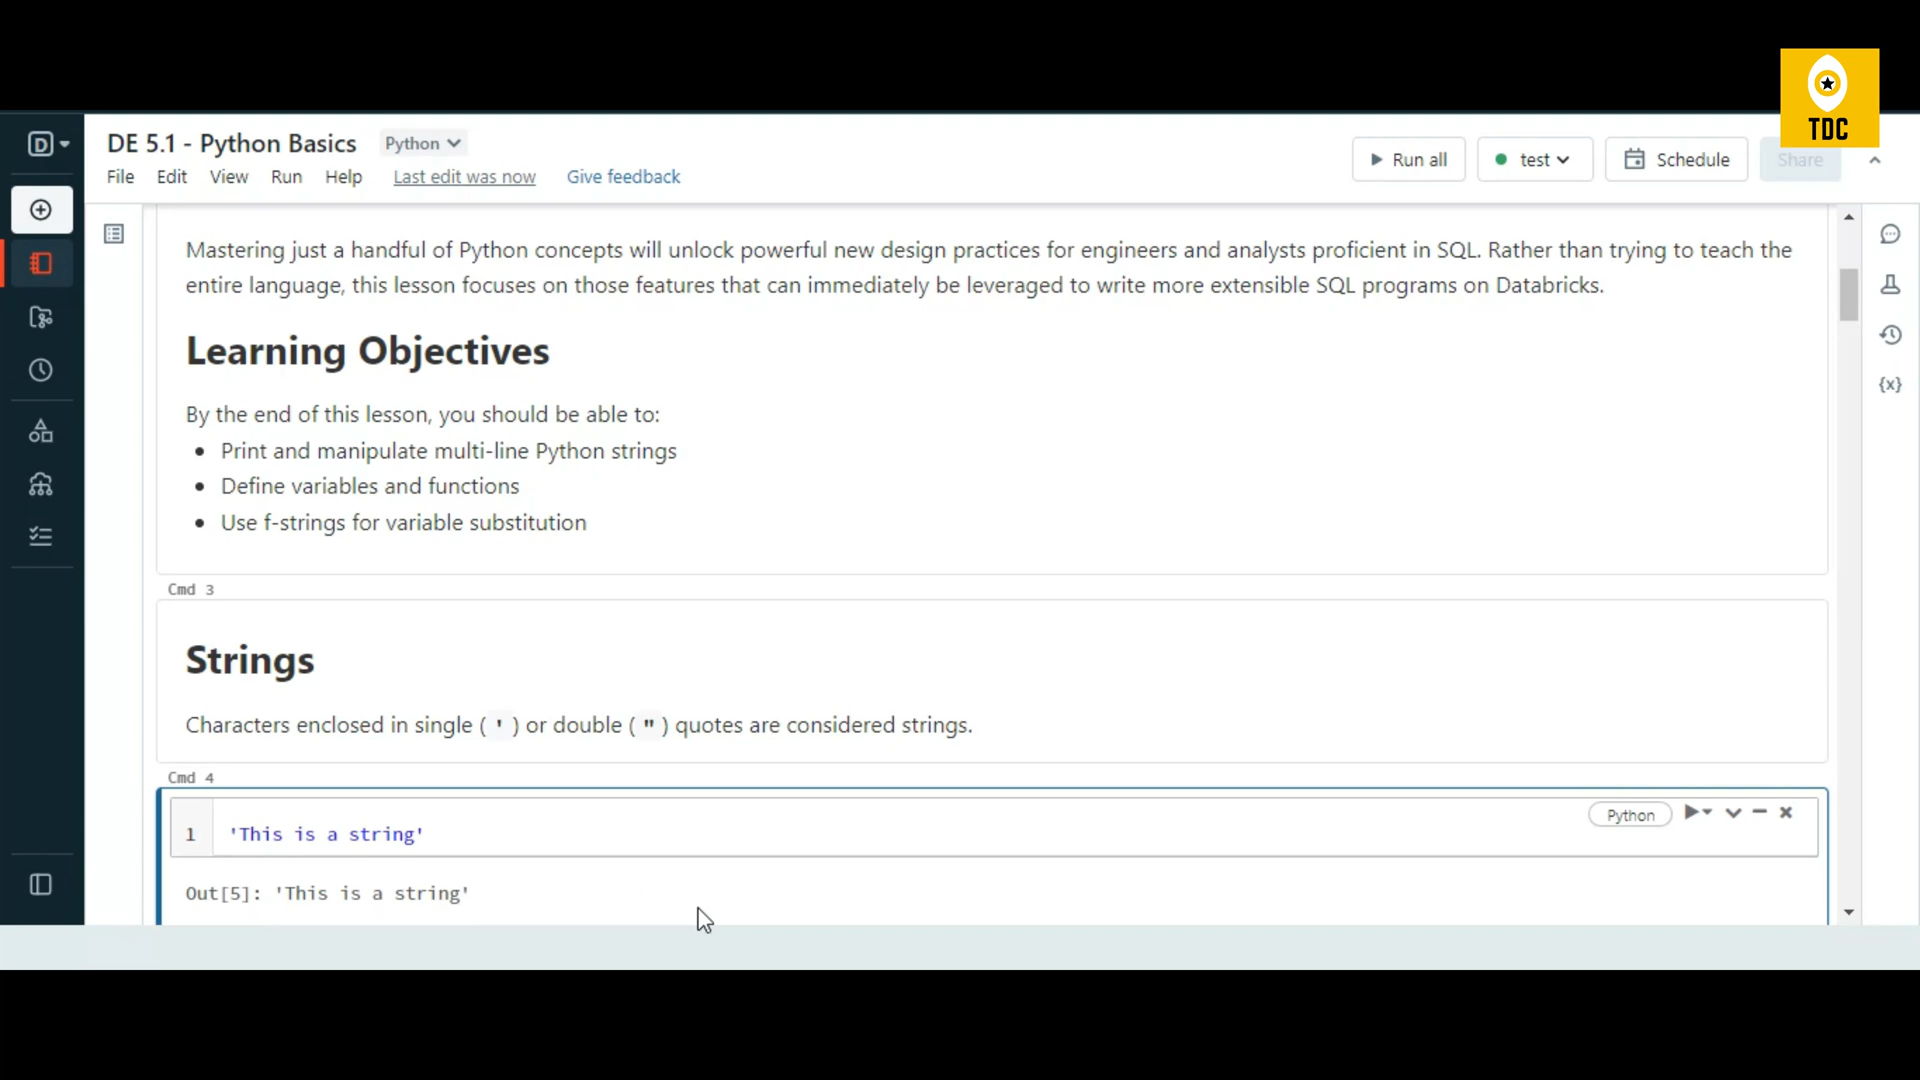 TDC
DE 5.1 - Python Basics
Python
File Edit View Run Help Last edit was now Give feedback
Run all
test
Schedule
Share
Mastering just a handful of Python concepts will unlock powerful new design practices for engineers and analysts proficient in SQL. Rather than trying to teach the
entire language, this lesson focuses on those features that can immediately be leveraged to write more extensible SQL programs on Databricks.
Learning Objectives
By the end of this lesson, you should be able to:
• Print and manipulate multi-line Python strings
• Define variables and functions
• Use f-strings for variable substitution
Cmd 3
Strings
Characters enclosed in single ( ' ) or double ( " ) quotes are considered strings.
Cmd 4
Python
1 'This is a string'
Out[5]: 'This is a string'